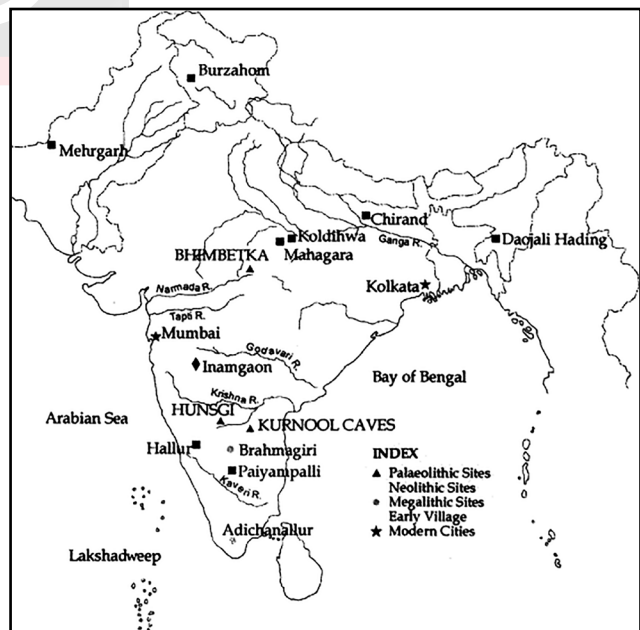 Burzahom
Mehrgarh
Chirand
Koldihwa
Ganga R.
Daojali Hading
BHIMBETKA
Mahagara
Narmada R.
Kolkata
Tapti R.
Mumbai
Godavari R.
Inamgaon
Bay of Bengal
Krishna R.
HUNSGI
Arabian Sea
KURNOOL CAVES
Hallur
Brahmagiri
INDEX
Paiyampalli
Palaeolithic Sites
Neolithic Sites
Kaveri R.
Megalithic Sites
Early Village
Adichanallur
Modern Cities
Lakshadweep